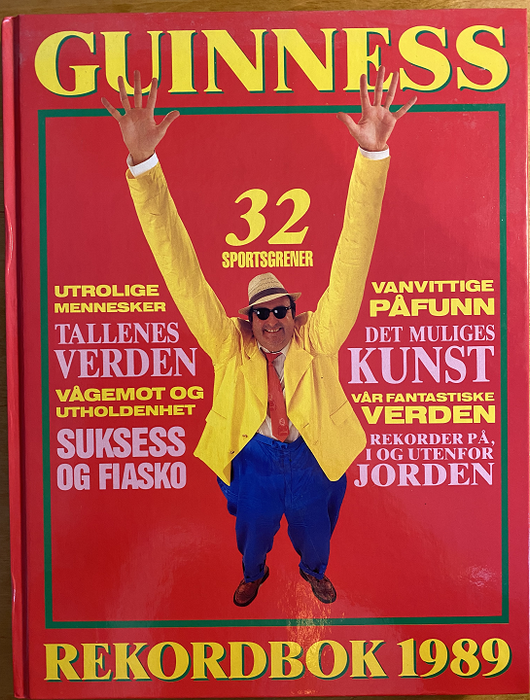 GUINNESS
32
SPORTSGRENER
UTROLIGE
MENNESKER
TALLENES
VERDEN
VÅGEMOT OG
UTHOLDENHET
SUKSESS
OG FIASKO
VANVITTIGE
PÅFUNN
DET MULIGES
KUNST
VÅR FANTASTISKE
VERDEN
REKORDER PÅ,
I OG UTENFOR
JORDEN
REKORDBOK 1989